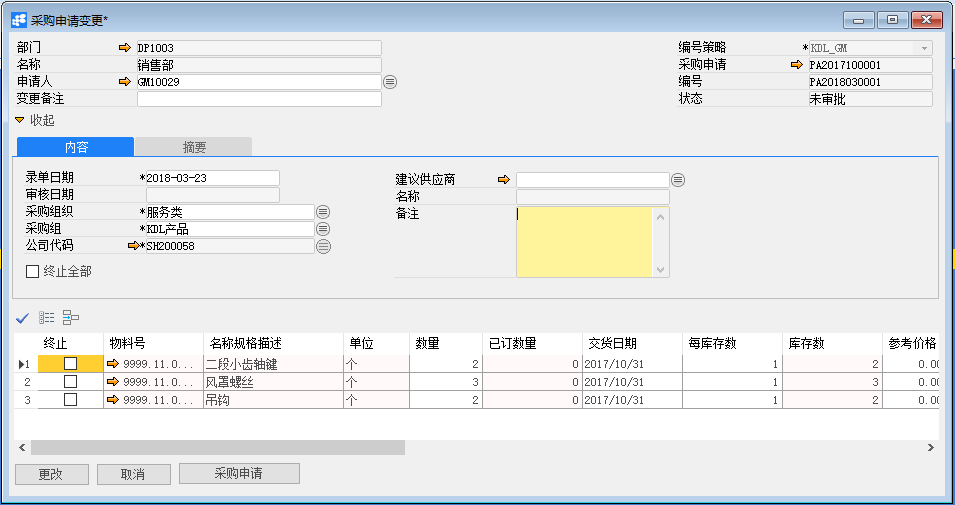 采购申请变更*
部门 DP1003 编号策略 *KDL_GM
名称 销售部 采购申请 PA2017100001
申请人 GM10029 编号 PA2018030001
变更备注 状态 未审批
收起
内容 摘要
录单日期 *2018-03-23 建议供应商
审核日期 名称
采购组织 *服务类 备注
采购组 *KDL产品
公司代码 *SH200058
终止全部
终止 物料号 名称规格描述 单位 数量 已订数量 交货日期 每库存数 库存数 参考价格
1 9999.11.0... 二段小齿轴键 个 2 0 2017/10/31 1 2 0.00
2 9999.11.0... 风罩螺丝 个 3 0 2017/10/31 1 3 0.00
3 9999.11.0... 吊钩 个 2 0 2017/10/31 1 2 0.00
更改 取消 采购申请